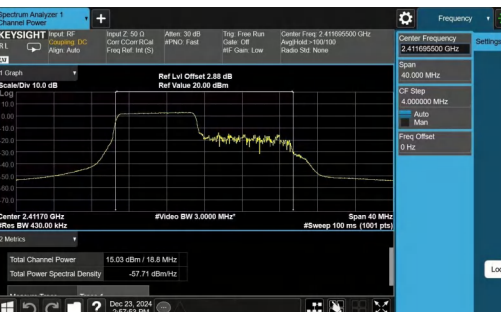 Spectrum Analyzer 1
Channel Power
+
Frequency
KEYSIGHT
Input: RF
Coupling: DC
Align: Auto
Input Z: 50 Ω
Corr CCorr RCal
Freq Ref: Int (S)
Atten: 30 dB
#PNO: Fast
Trig: Free Run
Gate: Off
#IF Gain: Low
Center Freq: 2.411695500 GHz
Avg|Hold >100/100
Radio Std: None
Center Frequency
2.411695500 GHz
Settings
Span
40.000 MHz
CF Step
4.000000 MHz
Auto
Man
Freq Offset
0 Hz
1 Graph
Scale/Div 10.0 dB
Ref Lvl Offset 2.88 dB
Ref Value 20.00 dBm
Log
10.0
0.00
-10.0
-20.0
-30.0
-40.0
-50.0
-60.0
-70.0
Center 2.41170 GHz
#Res BW 430.00 kHz
#Video BW 3.0000 MHz*
Span 40 MHz
#Sweep 100 ms (1001 pts)
2 Metrics
Total Channel Power 15.03 dBm / 18.8 MHz
Total Power Spectral Density -57.71 dBm/Hz
?
Dec 23, 2024
2:57:53 PM